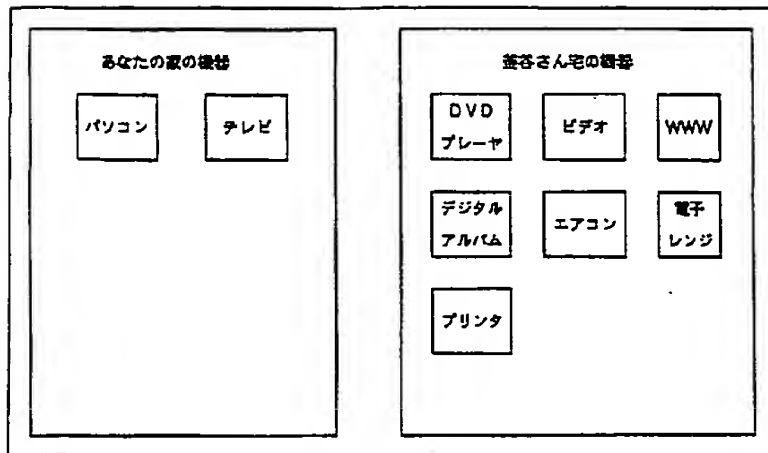 あなたの家の機器
パソコン
テレビ
釜谷さん宅の機器
DVD
プレーヤ
ビデオ
WWW
デジタル
アルバム
エアコン
電子
レンジ
プリンタ